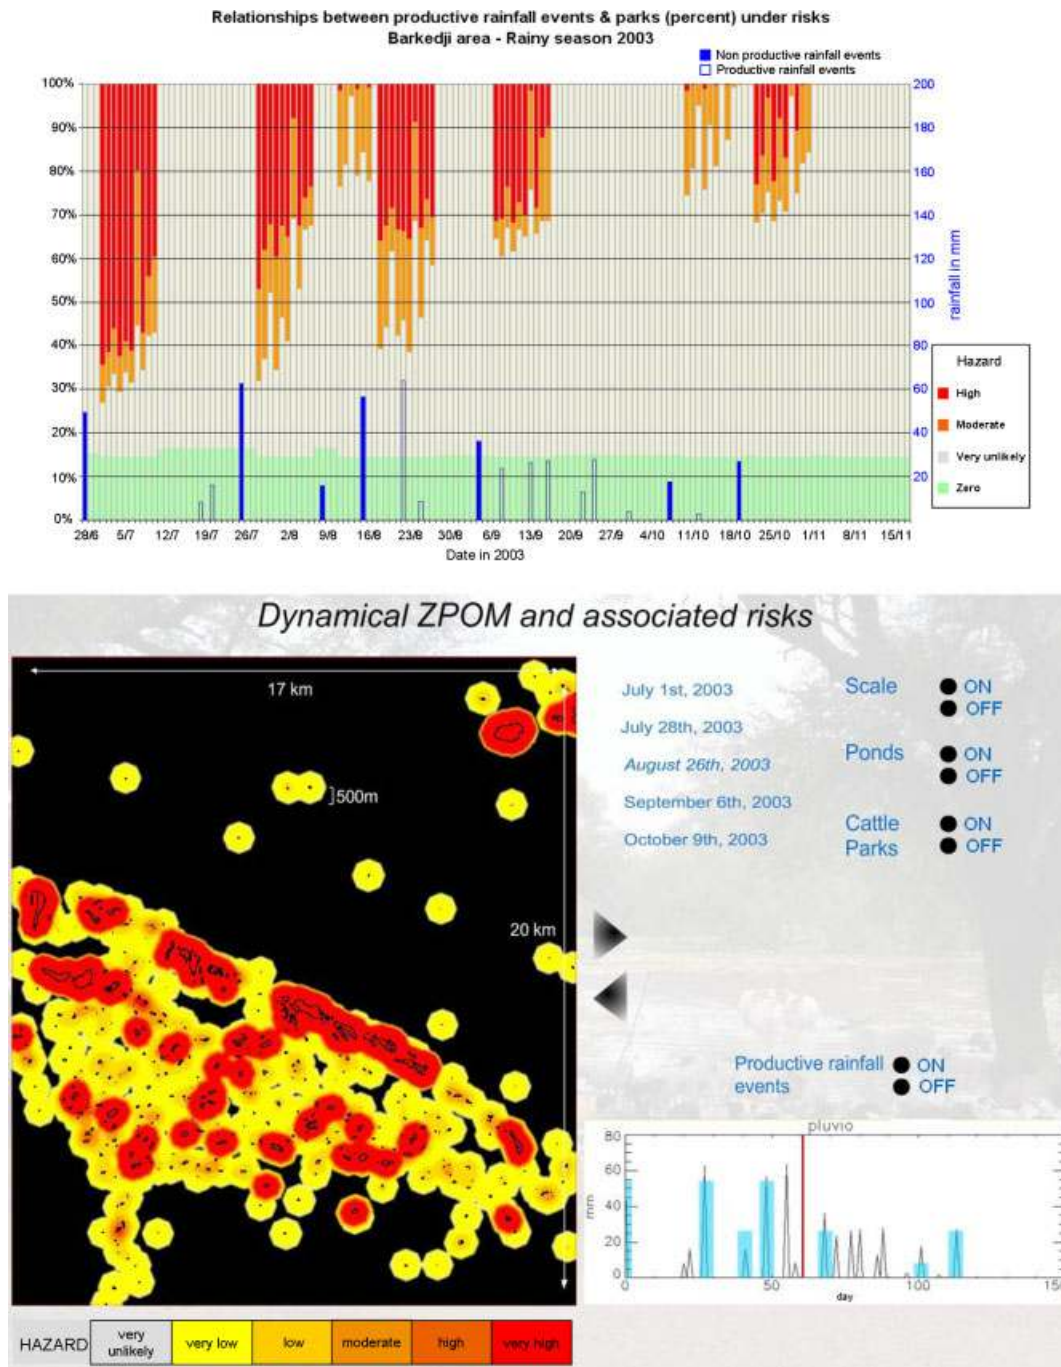 Relationships between productive rainfall events & parks (percent) under risks
Barkedji area - Rainy season 2003
Non productive rainfall events
Productive rainfall events
100%
90%
80%
70%
60%
50%
40%
30%
20%
10%
0%
200
180
160
140
120
100
80
60
40
20
rainfall in mm
28/6 5/7 12/7 19/7 26/7 2/8 9/8 16/8 23/8 30/8 6/9 13/9 20/9 27/9 4/10 11/10 18/10 25/10 1/11 8/11 15/11
Date in 2003
Hazard
High
Moderate
Very unlikely
Zero
Dynamical ZPOM and associated risks
17 km
500m
20 km
July 1st, 2003
July 28th, 2003
August 26th, 2003
September 6th, 2003
October 9th, 2003
Scale ON
OFF
Ponds ON
OFF
Cattle ON
Parks OFF
Productive rainfall ON
events OFF
pluvio
80
60
40
20
0
mm
0 50 100 150
day
HAZARD
very unlikely
very low
low
moderate
high
very high